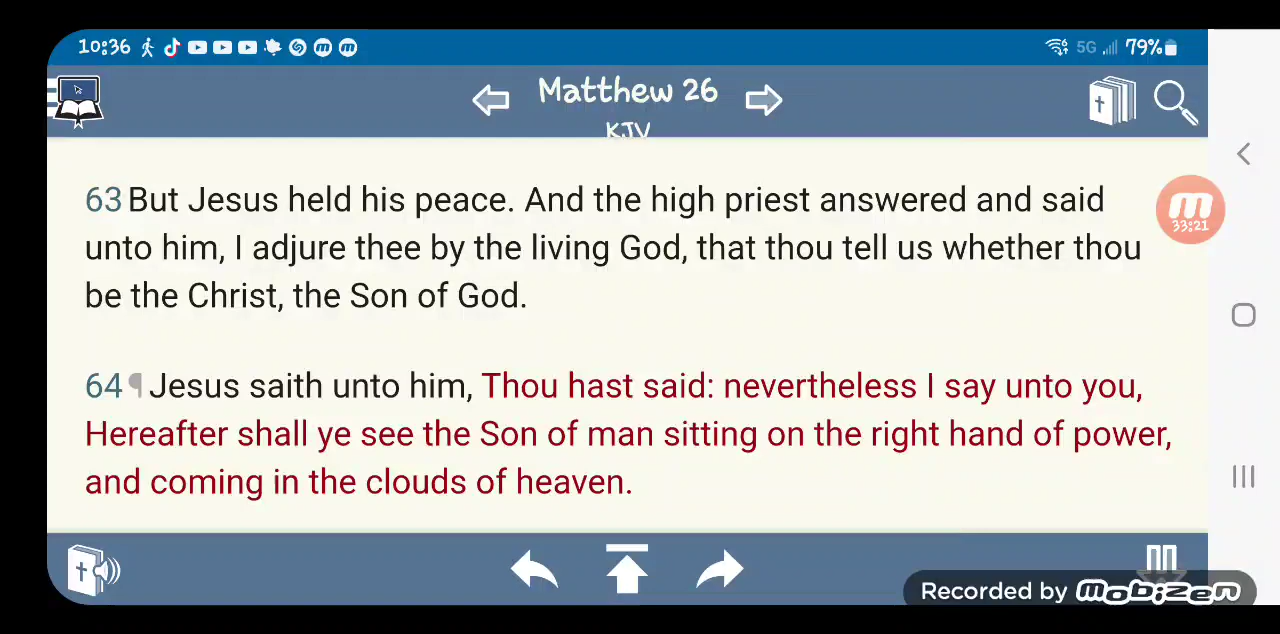 10:36
5G
79%
Matthew 26
KJV
63 But Jesus held his peace. And the high priest answered and said
unto him, I adjure thee by the living God, that thou tell us whether thou
be the Christ, the Son of God.
33:21
64 ¶ Jesus saith unto him, Thou hast said: nevertheless I say unto you,
Hereafter shall ye see the Son of man sitting on the right hand of power,
and coming in the clouds of heaven.
Recorded by mobizen